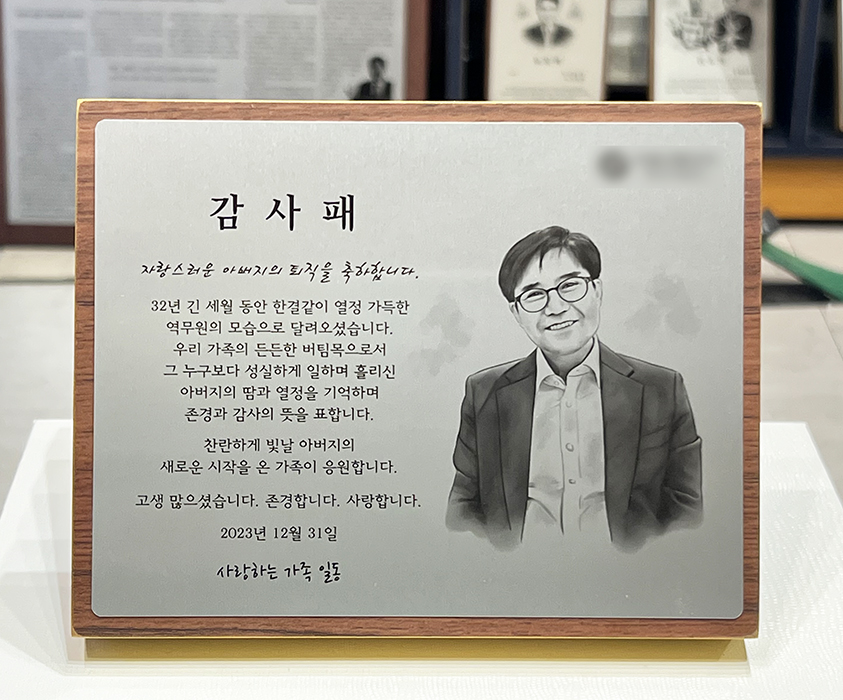 감 사 패
자랑스러운 아버지의 퇴직을 축하합니다.
32년 긴 세월 동안 한결같이 열정 가득한
역무원의 모습으로 달려오셨습니다.
우리 가족의 든든한 버팀목으로서
그 누구보다 성실하게 일하며 흘리신
아버지의 땀과 열정을 기억하며
존경과 감사의 뜻을 표합니다.
찬란하게 빛날 아버지의
새로운 시작을 온 가족이 응원합니다.
고생 많으셨습니다. 존경합니다. 사랑합니다.
2023년 12월 31일
사랑하는 가족 일동